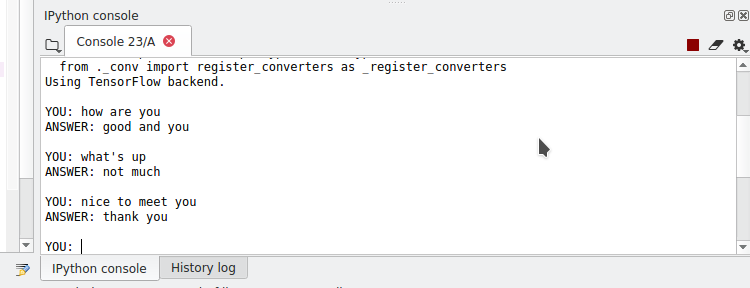 IPython console
Console 23/A
from ._conv import register_converters as _register_converters
Using TensorFlow backend.
YOU: how are you
ANSWER: good and you
YOU: what's up
ANSWER: not much
YOU: nice to meet you
ANSWER: thank you
YOU:
IPython console
History log